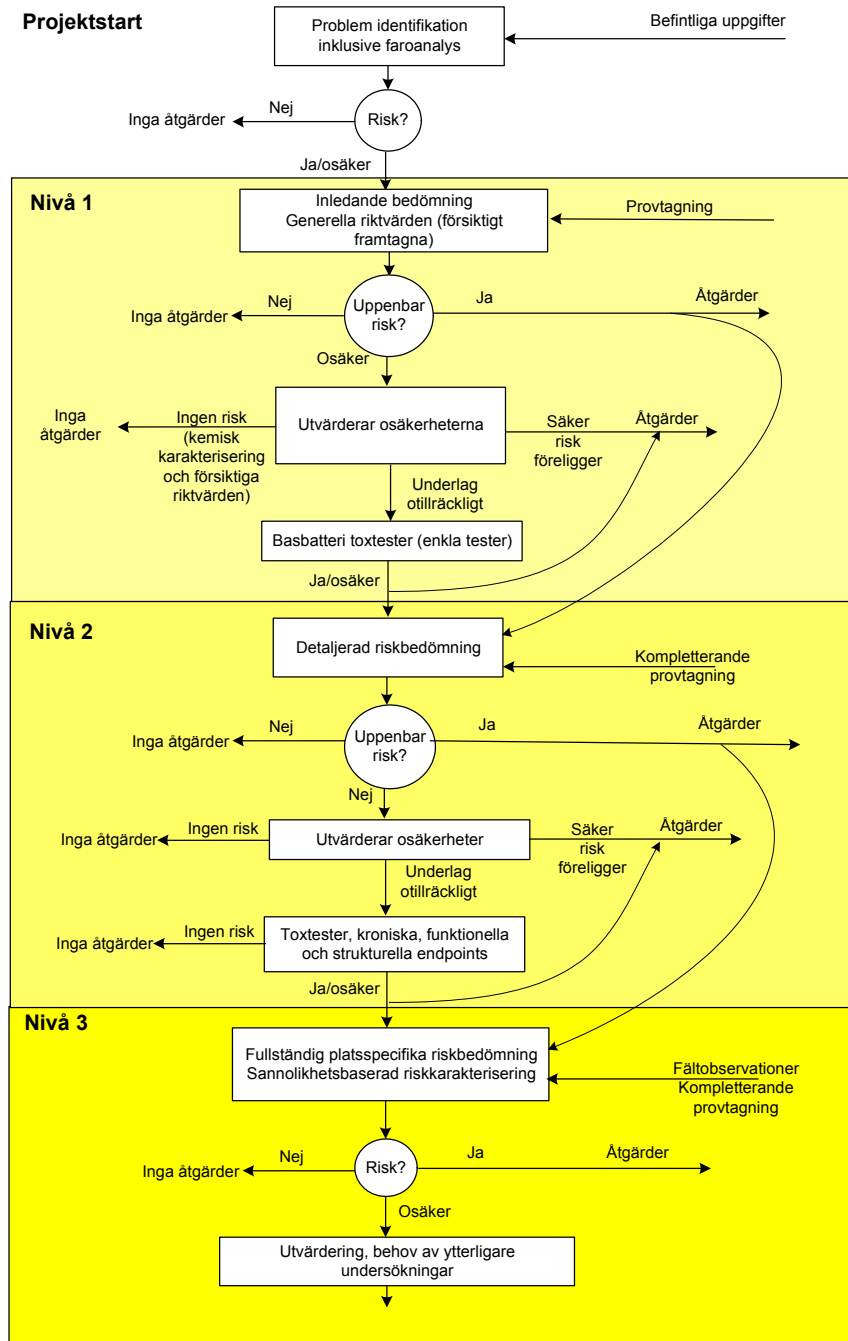 Projektstart
Problem identifikation
inklusive faroanalys
Befintliga uppgifter
Nej
Inga åtgärder
Risk?
Ja/osäker
Nivå 1
Inledande bedömning
Generella riktvärden (försiktigt
framtagna)
Provtagning
Nej
Inga åtgärder
Uppenbar
risk?
Ja
Åtgärder
Osäker
Inga
åtgärder
Ingen risk
(kemisk
karakterisering
och försiktiga
riktvärden)
Utvärderar osäkerheterna
Säker
risk
föreligger
Åtgärder
Underlag
otillräckligt
Basbatteri toxtester (enkla tester)
Ja/osäker
Nivå 2
Detaljerad riskbedömning
Kompletterande
provtagning
Nej
Inga åtgärder
Uppenbar
risk?
Ja
Åtgärder
Nej
Inga åtgärder
Ingen risk
Utvärderar osäkerheter
Säker
risk
föreligger
Åtgärder
Underlag
otillräckligt
Inga åtgärder
Ingen risk
Toxtester, kroniska, funktionella
och strukturella endpoints
Ja/osäker
Nivå 3
Fullständig platsspecifika riskbedömning
Sannolikhetsbaserad riskkarakterisering
Fältobservationer
Kompletterande
provtagning
Nej
Inga åtgärder
Risk?
Ja
Åtgärder
Osäker
Utvärdering, behov av ytterligare
undersökningar